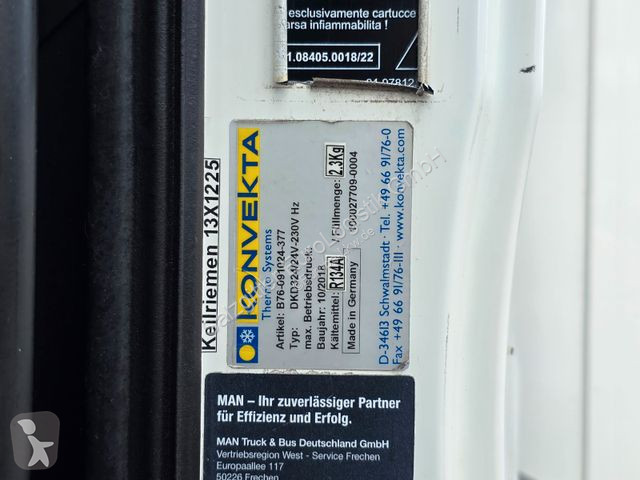 esclusivamente cartucce
arsa infiammabilita !
1.08405.0018/22
Keilriemen 13X1225
KONVEKTA
Thermo Systems
Artikel: B76-091024-377
Typ: DKD32
24V-230V Hz
max. Betriebsdruck:
Baujahr: 10/2018
Kältemittel: R134A / Füllmenge: 2.3Kg
Made in Germany
D-34613 Schwalmstadt · Tel. +49 66 91/76-0
Fax +49 66 91/76-111 · www.konvekta.com
MAN – Ihr zuverlässiger Partner
für Effizienz und Erfolg.
MAN Truck & Bus Deutschland GmbH
Vertriebsregion West - Service Frechen
Europaallee 117
50226 Frechen